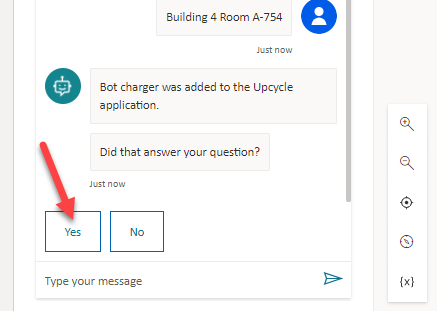 Building 4 Room A-754
Just now
Bot charger was added to the Upcycle
application.
Did that answer your question?
Just now
Yes
No
Type your message
{x}